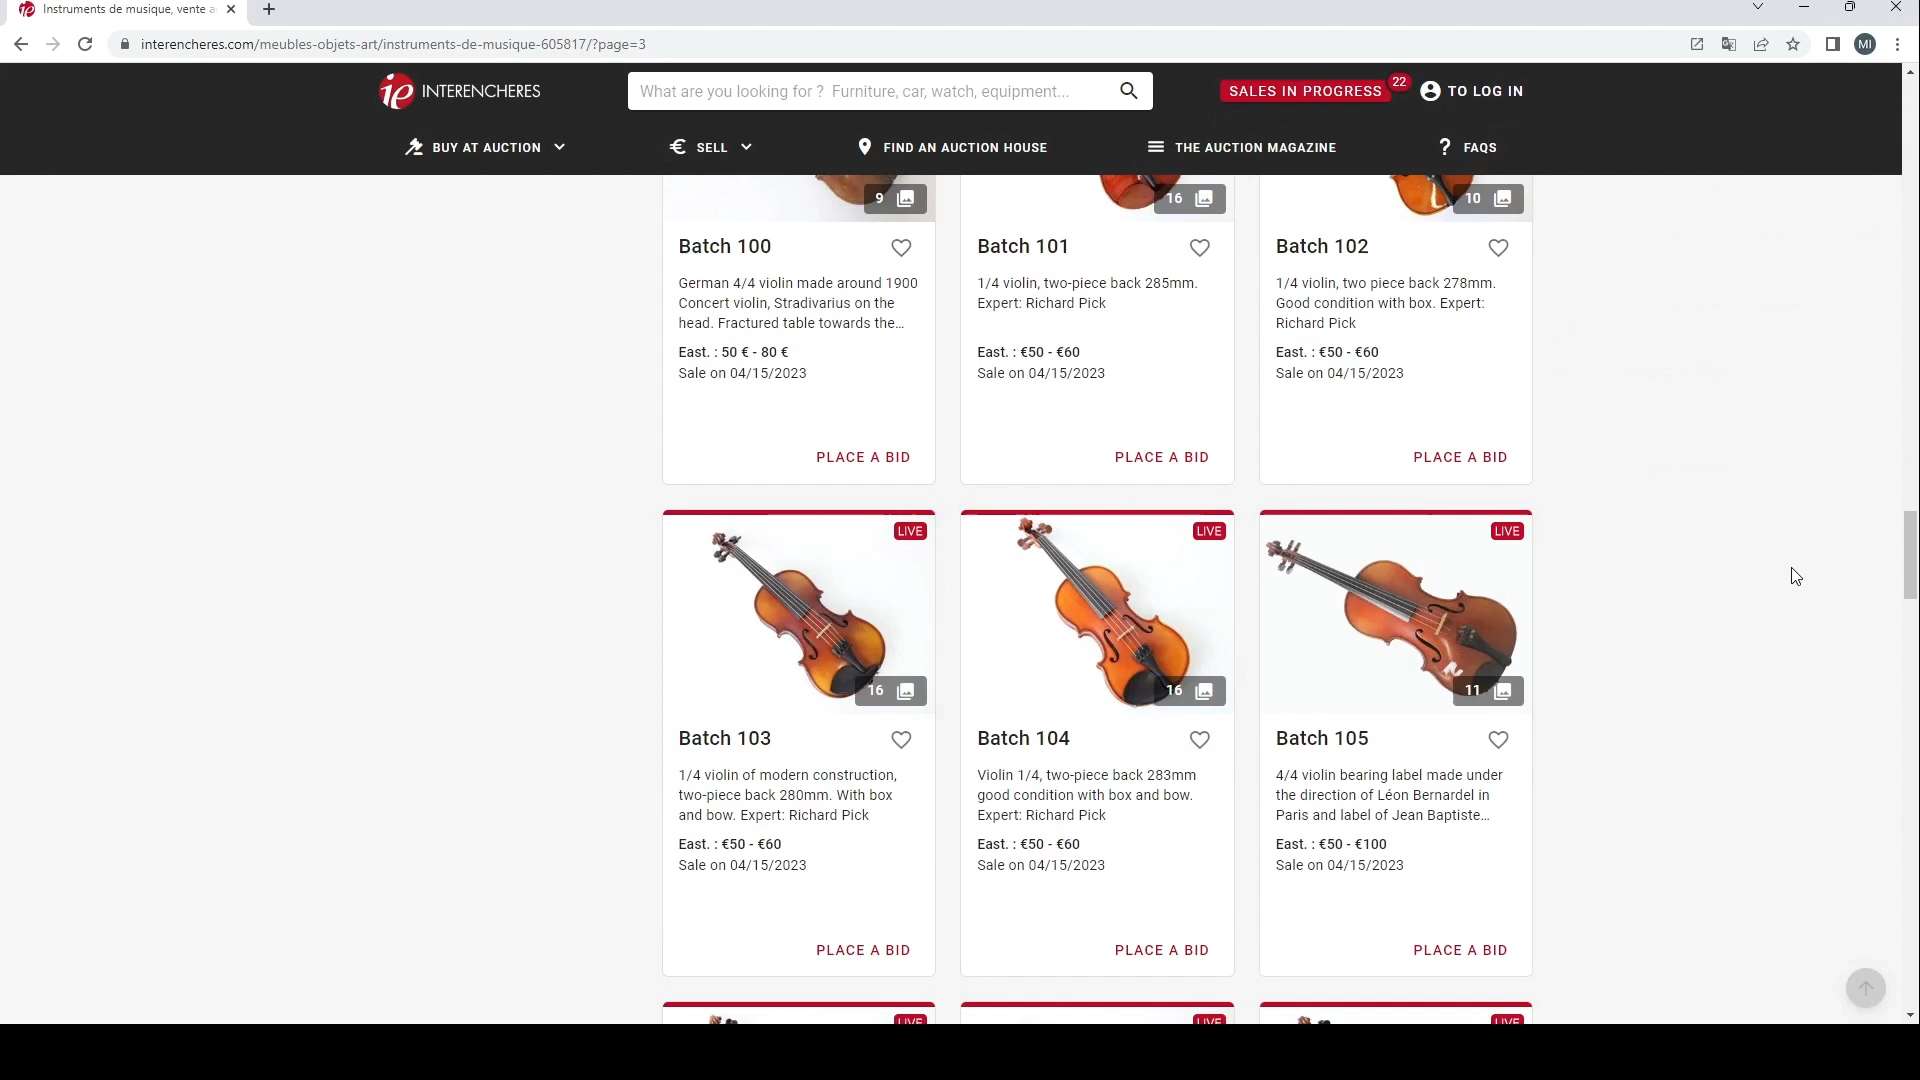 Instruments de musique, vente a
interencheres.com/meubles-objets-art/instruments-de-musique-605817/?page=3
MI
ie INTERENCHERES
What are you looking for ? Furniture, car, watch, equipment...
SALES IN PROGRESS 22
TO LOG IN
BUY AT AUCTION
€ SELL
FIND AN AUCTION HOUSE
THE AUCTION MAGAZINE
? FAQS
9
16
10
Batch 100
German 4/4 violin made around 1900
Concert violin, Stradivarius on the
head. Fractured table towards the...
East. : 50 € - 80 €
Sale on 04/15/2023
PLACE A BID
Batch 101
1/4 violin, two-piece back 285mm.
Expert: Richard Pick
East. : €50 - €60
Sale on 04/15/2023
PLACE A BID
Batch 102
1/4 violin, two piece back 278mm.
Good condition with box. Expert:
Richard Pick
East. : €50 - €60
Sale on 04/15/2023
PLACE A BID
LIVE
16
Batch 103
1/4 violin of modern construction,
two-piece back 280mm. With box
and bow. Expert: Richard Pick
East. : €50 - €60
Sale on 04/15/2023
PLACE A BID
LIVE
16
Batch 104
Violin 1/4, two-piece back 283mm
good condition with box and bow.
Expert: Richard Pick
East. : €50 - €60
Sale on 04/15/2023
PLACE A BID
LIVE
11
Batch 105
4/4 violin bearing label made under
the direction of Léon Bernardel in
Paris and label of Jean Baptiste...
East. : €50 - €100
Sale on 04/15/2023
PLACE A BID
LIVE
LIVE
LIVE